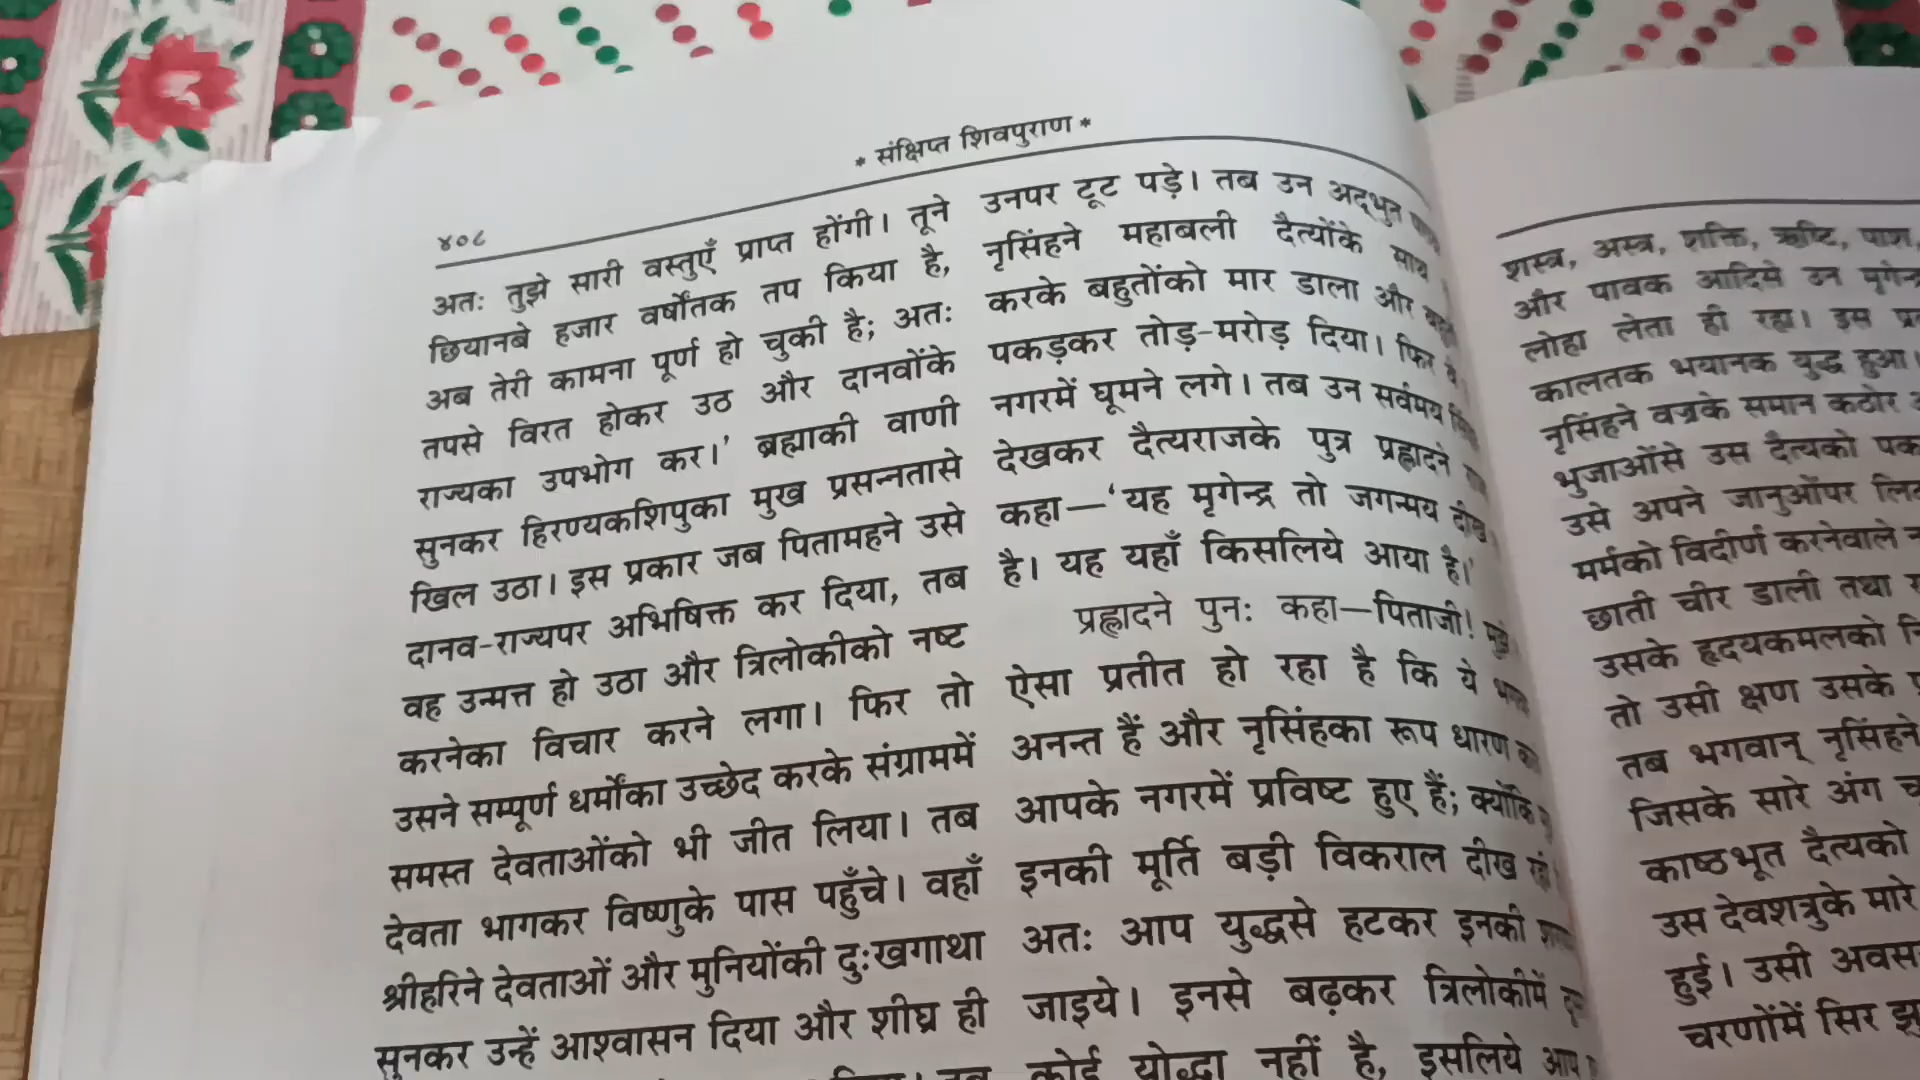 * संक्षिप्त शिवपुराण *
४०८
अतः तुझे सारी वस्तुएँ प्राप्त होंगी। तूने
छियानबे हजार वर्षोंतक तप किया है,
अब तेरी कामना पूर्ण हो चुकी है; अतः
तपसे विरत होकर उठ और दानवोंके
राज्यका उपभोग कर।' ब्रह्माकी वाणी
सुनकर हिरण्यकशिपुका मुख प्रसन्नतासे
खिल उठा। इस प्रकार जब पितामहने उसे
दानव-राज्यपर अभिषिक्त कर दिया, तब
वह उन्मत्त हो उठा और त्रिलोकीको नष्ट
करनेका विचार करने लगा। फिर तो
उसने सम्पूर्ण धर्मोंका उच्छेद करके संग्राममें
समस्त देवताओंको भी जीत लिया। तब
देवता भागकर विष्णुके पास पहुँचे। वहाँ
श्रीहरिने देवताओं और मुनियोंकी दुःखगाथा
सुनकर उन्हें आश्वासन दिया और शीघ्र ही
उनपर टूट पड़े। तब उन अद्भुत
नृसिंहने महाबली दैत्योंके साथ
करके बहुतोंको मार डाला और
पकड़कर तोड़-मरोड़ दिया। फिर वे
नगरमें घूमने लगे। तब उन सर्वमय
देखकर दैत्यराजके पुत्र प्रह्लादने
कहा—'यह मृगेन्द्र तो जगन्मय दीख
है। यह यहाँ किसलिये आया है।'
प्रह्लादने पुनः कहा—पिताजी! मुझे
ऐसा प्रतीत हो रहा है कि ये
अनन्त हैं और नृसिंहका रूप धारण
आपके नगरमें प्रविष्ट हुए हैं; क्योंकि
इनकी मूर्ति बड़ी विकराल दीख
अतः आप युद्धसे हटकर इनकी
जाइये। इनसे बढ़कर त्रिलोकीमें
कोई योद्धा नहीं है, इसलिये आप
शस्त्र, अस्त्र, शक्ति, ऋष्टि, पाश,
और पावक आदिसे उन
लोहा लेता ही रहा। इस
कालतक भयानक युद्ध हुआ।
नृसिंहने वज्रके समान कठोर
भुजाओंसे उस दैत्यको
उसे अपने जानुओंपर
मर्मको विदीर्ण करनेवाले
छाती चीर डाली तथा
उसके हृदयकमलको
तो उसी क्षण उसके
तब भगवान् नृसिंहने
जिसके सारे अंग
काष्ठभूत दैत्यको
उस देवशत्रुके मारे
हुई। उसी
चरणोंमें सिर